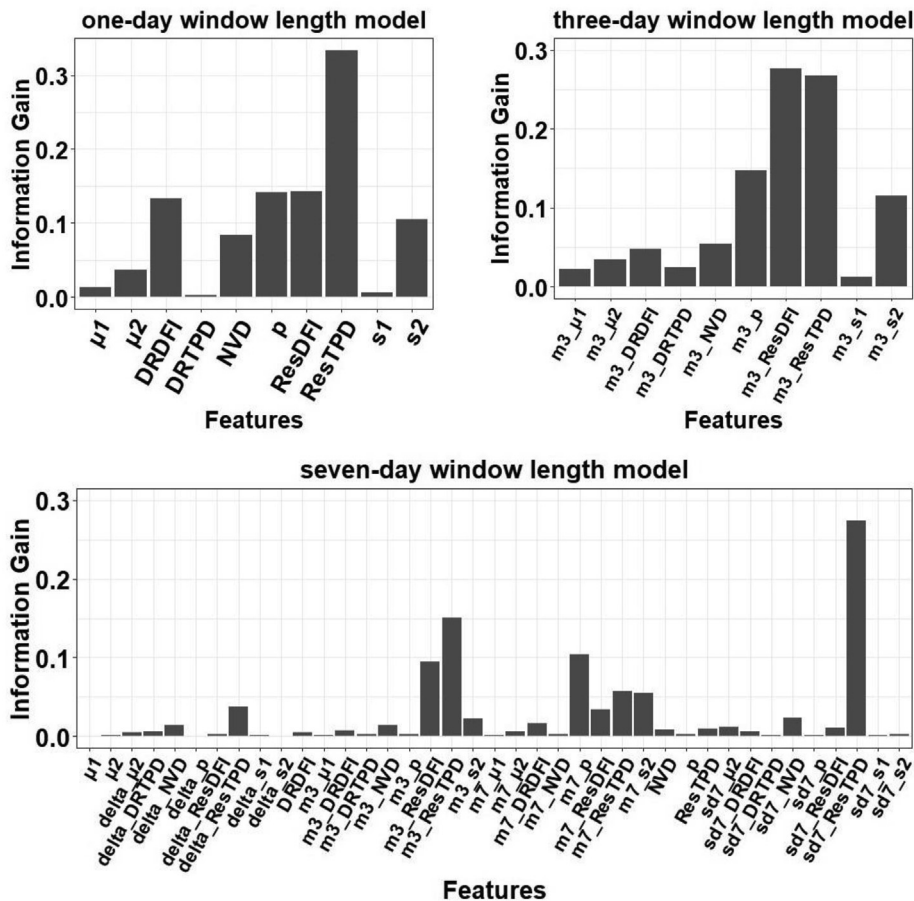 one-day window length model
Information Gain
0.3
0.2
0.1
0.0
μ1
μ2
DRDFI
DRTPD
NVD
p
ResDFI
ResTPD
s1
s2
Features
three-day window length model
Information Gain
0.3
0.2
0.1
0.0
m3_μ1
m3_μ2
m3_DRDFI
m3_DRTPD
m3_NVD
m3_p
m3_ResDFI
m3_ResTPD
m3_s1
m3_s2
Features
seven-day window length model
Information Gain
0.3
0.2
0.1
0.0
μ1
μ2
delta_μ2
delta_DRTPD
delta_NVD
delta_p
delta_ResDFI
delta_ResTPD
delta_s1
delta_s2
DRDFI
m3_μ1
m3_DRDFI
m3_DRTPD
m3_NVD
m3_p
m3_ResDFI
m3_ResTPD
m3_s2
m7_μ1
m7_μ2
m7_DRDFI
m7_NVD
m7_p
m7_ResDFI
m7_ResTPD
m7_s2
NVD
p
ResTPD
sd7_μ2
sd7_DRDFI
sd7_DRTPD
sd7_NVD
sd7_p
sd7_ResDFI
sd7_ResTPD
sd7_s1
sd7_s2
Features